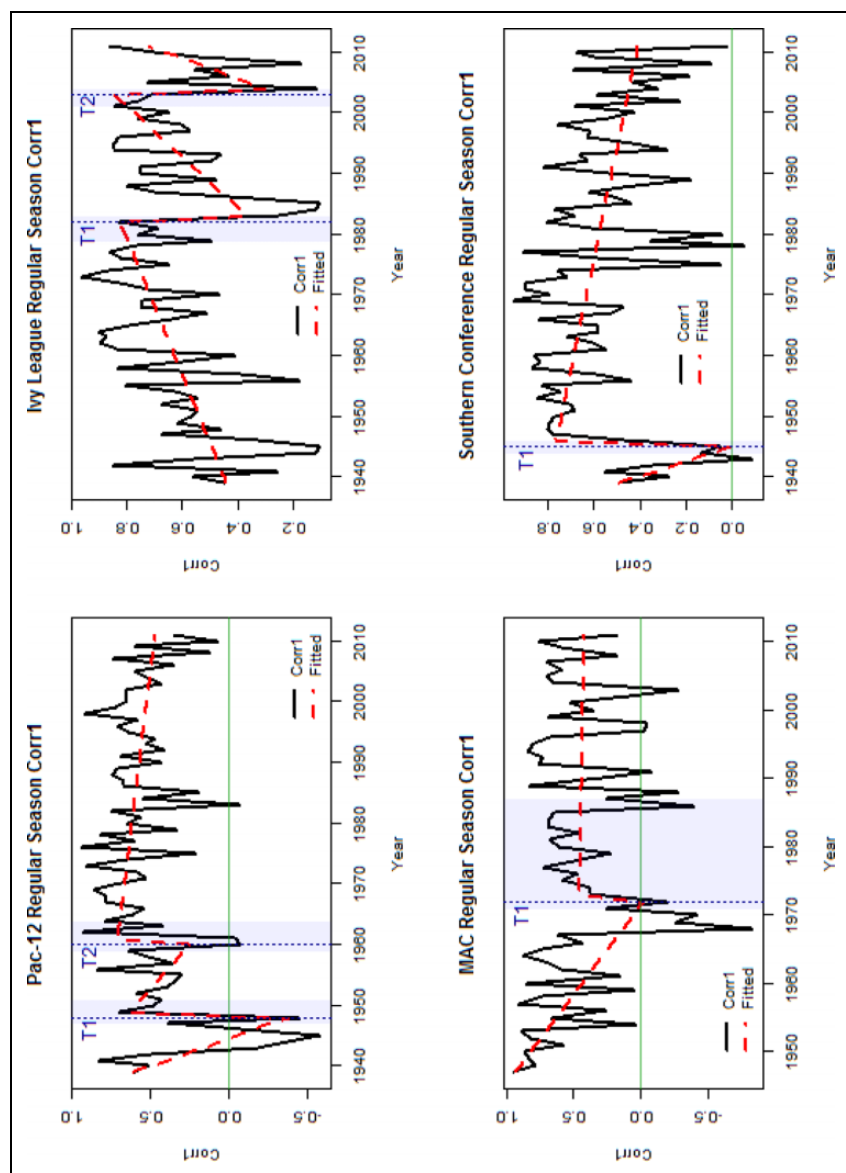 Pac-12 Regular Season Corr1
Corr1
1.0
0.5
0.0
-0.5
T1
T2
Corr1
Fitted
1940 1950 1960 1970 1980 1990 2000 2010
Year
Ivy League Regular Season Corr1
Corr1
1.0
0.8
0.6
0.4
0.2
T1
T2
Corr1
Fitted
1940 1950 1960 1970 1980 1990 2000 2010
Year
MAC Regular Season Corr1
Corr1
1.0
0.5
0.0
-0.5
T1
Corr1
Fitted
1950 1960 1970 1980 1990 2000 2010
Year
Southern Conference Regular Season Corr1
Corr1
0.8
0.6
0.4
0.2
0.0
T1
Corr1
Fitted
1940 1950 1960 1970 1980 1990 2000 2010
Year